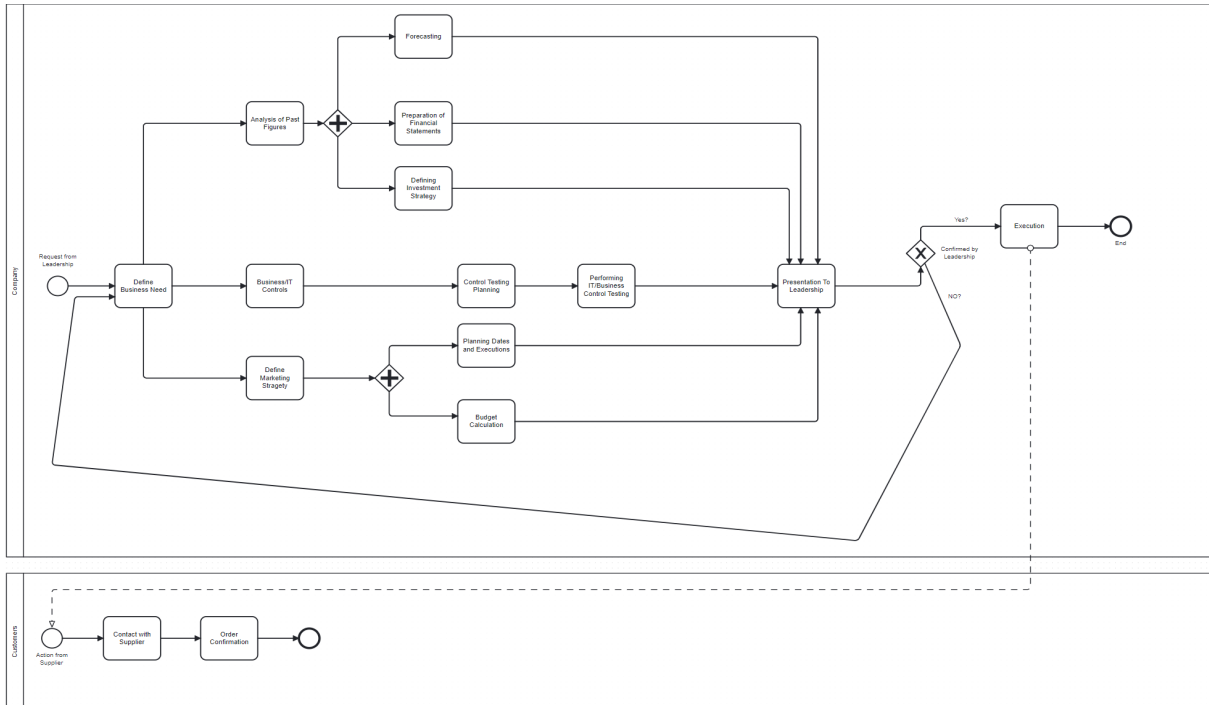 Company
Forecasting
Analysis of Past
Figures
Preparation of
Financial
Statements
Defining
Investment
Strategy
Request from
Leadership
Define
Business Need
Business/IT
Controls
Control Testing
Planning
Performing
IT/Business
Control Testing
Presentation To
Leadership
Yes?
Confirmed by
Leadership
NO?
Execution
End
Define
Marketing
Stragety
Planning Dates
and Executions
Budget
Calculation
Customers
Action from
Supplier
Contact with
Supplier
Order
Confirmation